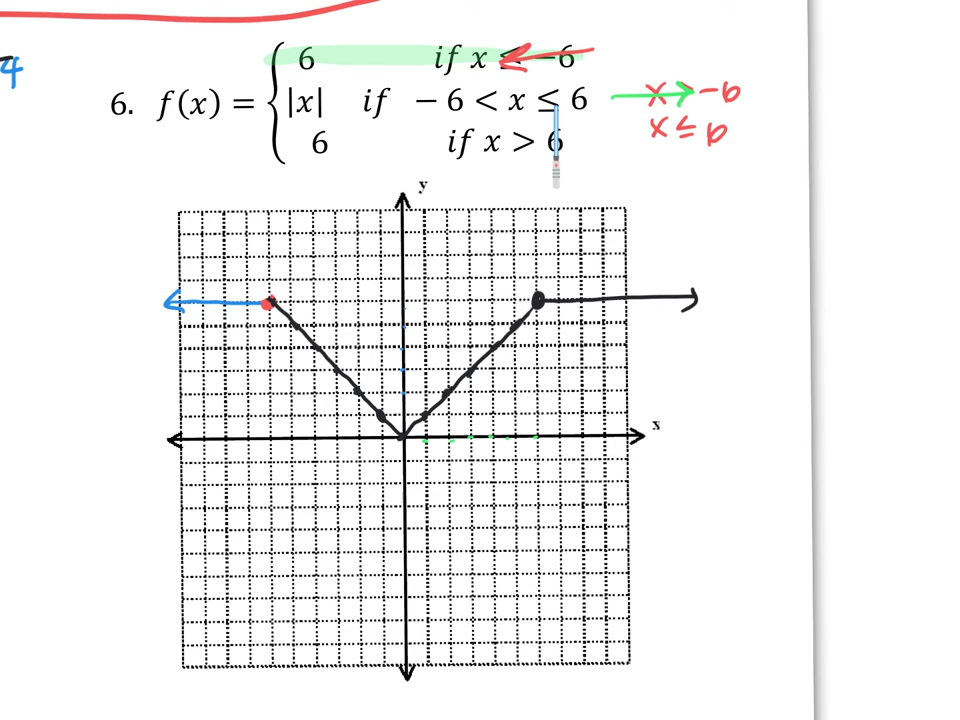 4
6. f(x) = { 6 if x ≤ −6
|x| if − 6 < x ≤ 6
6 if x > 6
x > −6
x ≤ 6
y
x